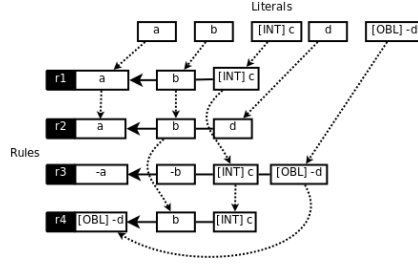 Literals
a b [INT] c d [OBL] -d
r1 a b [INT] c
r2 a b d
Rules
r3 -a -b [INT] c [OBL] -d
r4 [OBL] -d b [INT] c